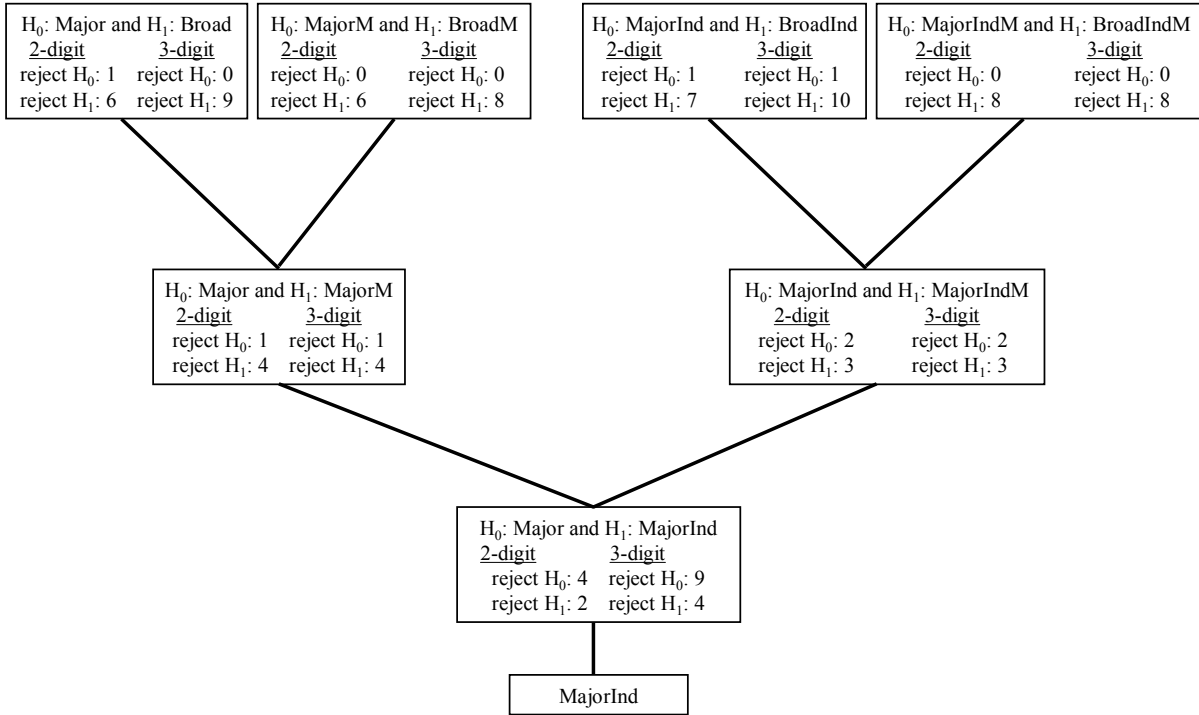 H₀: Major and H₁: Broad
2-digit 3-digit
reject H₀: 1 reject H₀: 0
reject H₁: 6 reject H₁: 9
H₀: MajorM and H₁: BroadM
2-digit 3-digit
reject H₀: 0 reject H₀: 0
reject H₁: 6 reject H₁: 8
H₀: MajorInd and H₁: BroadInd
2-digit 3-digit
reject H₀: 1 reject H₀: 1
reject H₁: 7 reject H₁: 10
H₀: MajorIndM and H₁: BroadIndM
2-digit 3-digit
reject H₀: 0 reject H₀: 0
reject H₁: 8 reject H₁: 8
H₀: Major and H₁: MajorM
2-digit 3-digit
reject H₀: 1 reject H₀: 1
reject H₁: 4 reject H₁: 4
H₀: MajorInd and H₁: MajorIndM
2-digit 3-digit
reject H₀: 2 reject H₀: 2
reject H₁: 3 reject H₁: 3
H₀: Major and H₁: MajorInd
2-digit 3-digit
reject H₀: 4 reject H₀: 9
reject H₁: 2 reject H₁: 4
MajorInd